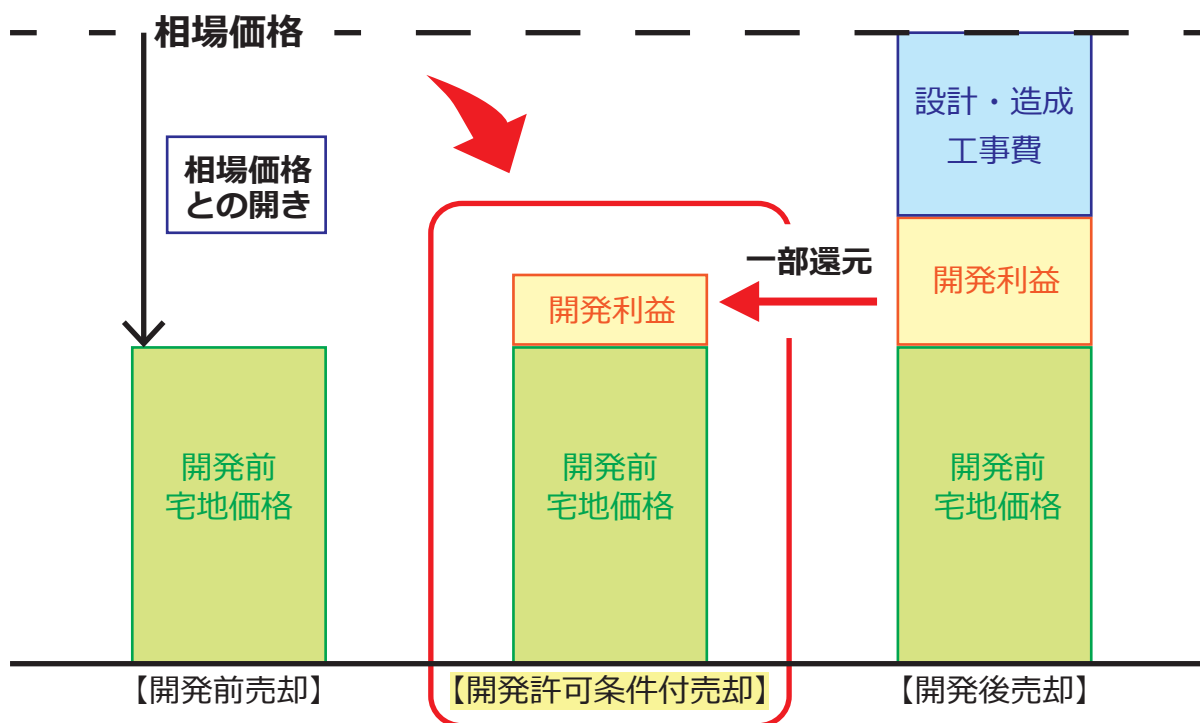 相場価格
相場価格
との開き
開発前
宅地価格
【開発前売却】
開発利益
開発前
宅地価格
【開発許可条件付売却】
一部還元
設計・造成
工事費
開発利益
開発前
宅地価格
【開発後売却】